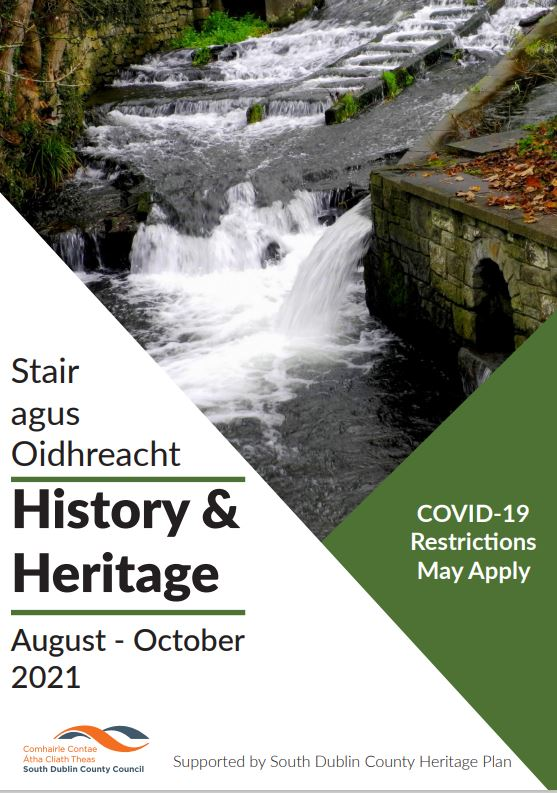 Stair
agus
Oidhreacht
History &
Heritage
August - October
2021
COVID-19
Restrictions
May Apply
Comhairle Contae
Átha Cliath Theas
South Dublin County Council
Supported by South Dublin County Heritage Plan